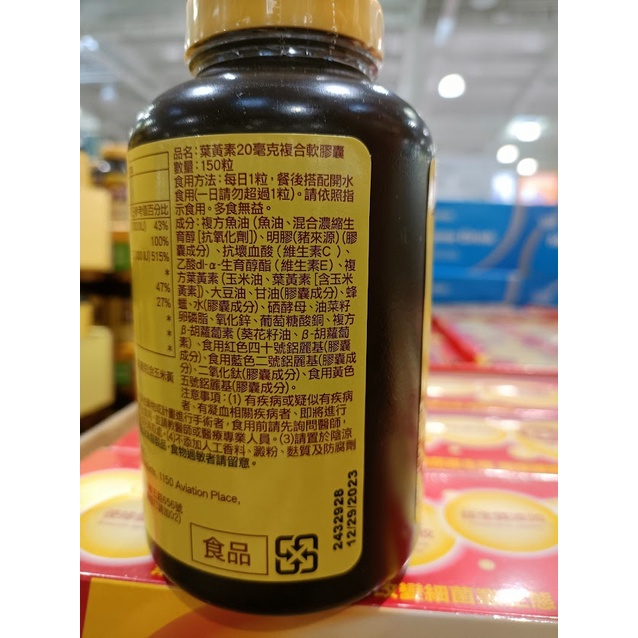 品名：葉黃素20毫克複合軟膠囊
數量：150粒
食用方法：每日1粒，餐後搭配開水
食用(一日請勿超過1粒)。請依照指
示食用。多食無益。
成分：複方魚油（魚油、混合濃縮生
育醇[抗氧化劑])、明膠(豬來源)(膠
囊成分)、抗壞血酸（維生素C）、
乙酸dl-α-生育醇酯（維生素E)、複
方葉黃素(玉米油、葉黃素[含玉米
黃素])、大豆油、甘油(膠囊成分)、蜂
蠟、水(膠囊成分)、硒酵母、油菜籽
卵磷脂、氧化鋅、葡萄糖酸銅、複方
β-胡蘿蔔素（葵花籽油、β-胡蘿蔔
素)、食用紅色四十號鋁麗基(膠囊
成分)、食用藍色二號鋁麗基(膠囊成
分)、二氧化鈦(膠囊成分)、食用黃色
五號鋁麗基(膠囊成分)。
注意事項：(1)有疾病或疑似有疾病
者、有凝血相關疾病者、即將進行
手術者，食用前請先詢問醫師，
或醫療專業人員。(3)請置於陰涼
(4)不添加人工香料，澱粉、麩質及防腐劑
食物過敏者請留意。
百分比
43%
100%
515%
47%
27%
含玉米黃
1150 Aviation Place,
食品
2432928
12/29/2023